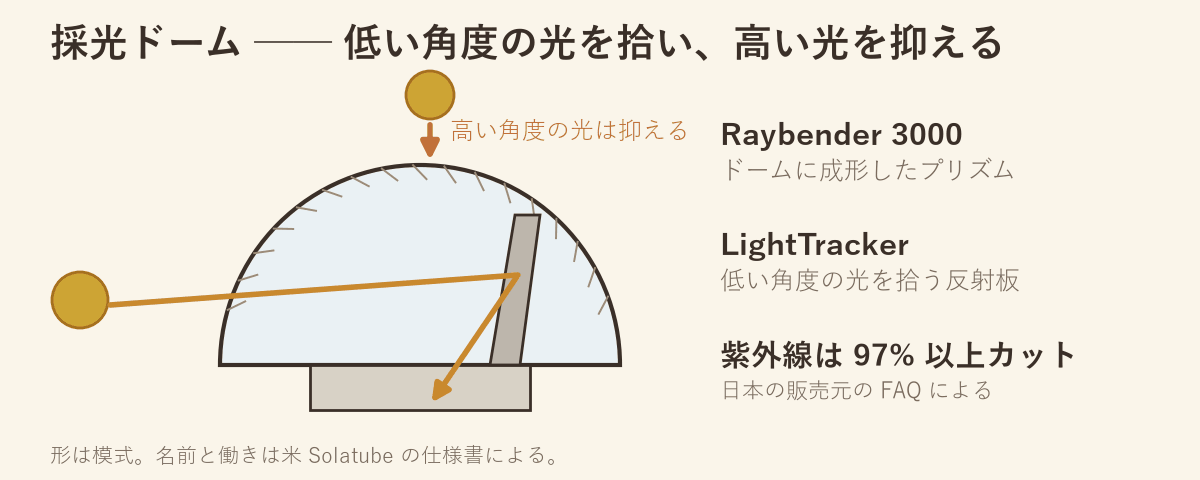 採光ドーム ―― 低い角度の光を拾い、高い光を抑える
高い角度の光は抑える
Raybender 3000
ドームに成形したプリズム
LightTracker
低い角度の光を拾う反射板
紫外線は 97% 以上カット
日本の販売元の FAQ による
形は模式。名前と働きは米 Solatube の仕様書による。